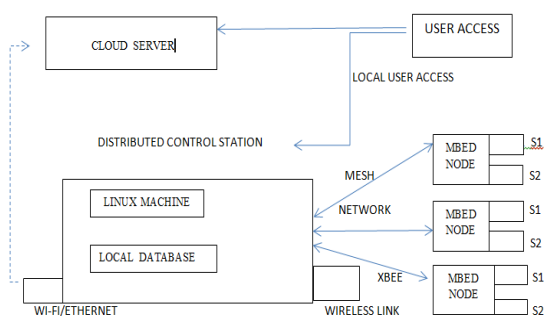 CLOUD SERVER
USER ACCESS
LOCAL USER ACCESS
DISTRIBUTED CONTROL STATION
MBED
NODE
S1
S2
MESH
LINUX MACHINE
NETWORK
MBED
NODE
S1
S2
LOCAL DATABASE
XBEE
MBED
NODE
S1
S2
WI-FI/ETHERNET
WIRELESS LINK